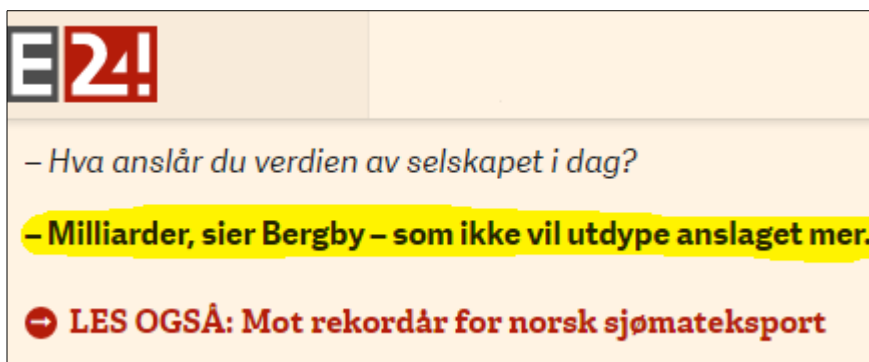 E24!
– Hva anslår du verdien av selskapet i dag?
– Milliarder, sier Bergby – som ikke vil utdype anslaget mer.
LES OGSÅ: Mot rekordår for norsk sjømateksport